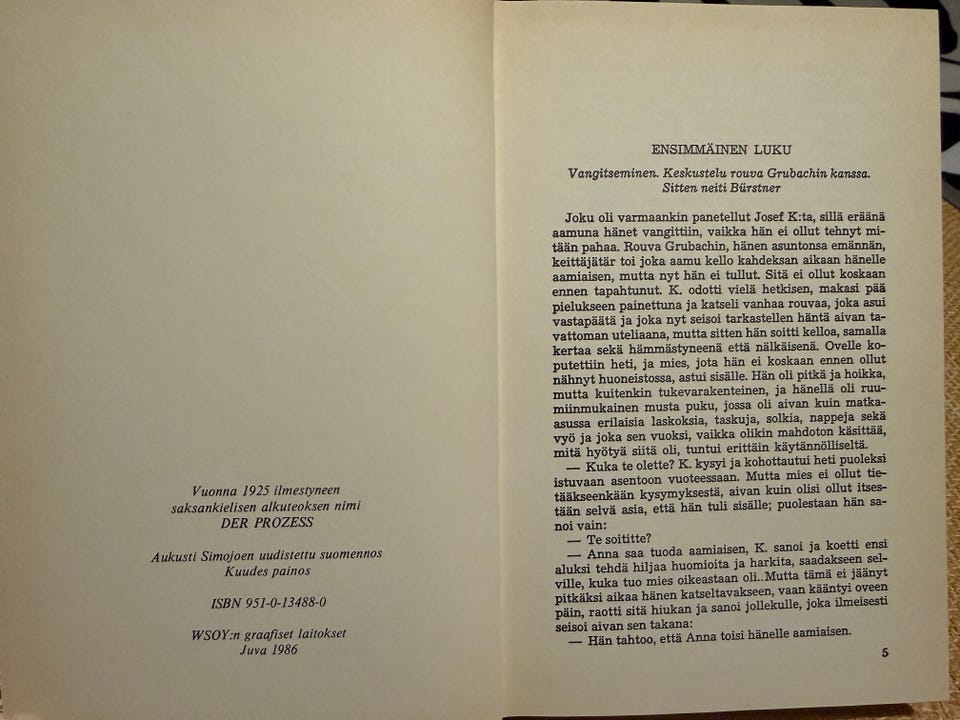 Vuonna 1925 ilmestyneen
saksankielisen alkuteoksen nimi
DER PROZESS
Aukusti Simojoen uudistettu suomennos
Kuudes painos
ISBN 951-0-13488-0
WSOY:n graafiset laitokset
Juva 1986
ENSIMMÄINEN LUKU
Vangitseminen. Keskustelu rouva Grubachin kanssa.
Sitten neiti Bürstner
Joku oli varmaankin panetellut Josef K:ta, sillä eräänä
aamuna hänet vangittiin, vaikka hän ei ollut tehnyt mi-
tään pahaa. Rouva Grubachin, hänen asuntonsa emännän,
keittäjätär toi joka aamu kello kahdeksan aikaan hänelle
aamiaisen, mutta nyt hän ei tullut. Sitä ei ollut koskaan
ennen tapahtunut. K. odotti vielä hetkisen, makasi pää
pielukseen painettuna ja katseli vanhaa rouvaa, joka asui
vastapäätä ja joka nyt seisoi tarkastellen häntä aivan ta-
vattoman uteliaana, mutta sitten hän soitti kelloa, samalla
kertaa sekä hämmästyneenä että nälkäisenä. Ovelle ko-
putettiin heti, ja mies, jota hän ei koskaan ennen ollut
nähnyt huoneistossa, astui sisälle. Hän oli pitkä ja hoikka,
mutta kuitenkin tukevarakenteinen, ja hänellä oli ruu-
miinmukainen musta puku, jossa oli aivan kuin matka-
asussa erilaisia laskoksia, taskuja, solkia, nappeja sekä
vyö ja joka sen vuoksi, vaikka olikin mahdoton käsittää,
mitä hyötyä siitä oli, tuntui erittäin käytännölliseltä.
— Kuka te olette? K. kysyi ja kohottautui heti puoleksi
istuvaan asentoon vuoteessaan. Mutta mies ei ollut tie-
tääkseenkään kysymyksestä, aivan kuin olisi ollut itses-
tään selvä asia, että hän tuli sisälle; puolestaan hän sa-
noi vain:
— Te soititte?
— Anna saa tuoda aamiaisen, K. sanoi ja koetti ensi
aluksi tehdä hiljaa huomioita ja harkita, saadakseen sel-
ville, kuka tuo mies oikeastaan oli..Mutta tämä ei jäänyt
pitkäksi aikaa hänen katseltavakseen, vaan kääntyi oveen
päin, raotti sitä hiukan ja sanoi jollekulle, joka ilmeisesti
seisoi aivan sen takana:
— Hän tahtoo, että Anna toisi hänelle aamiaisen.
5